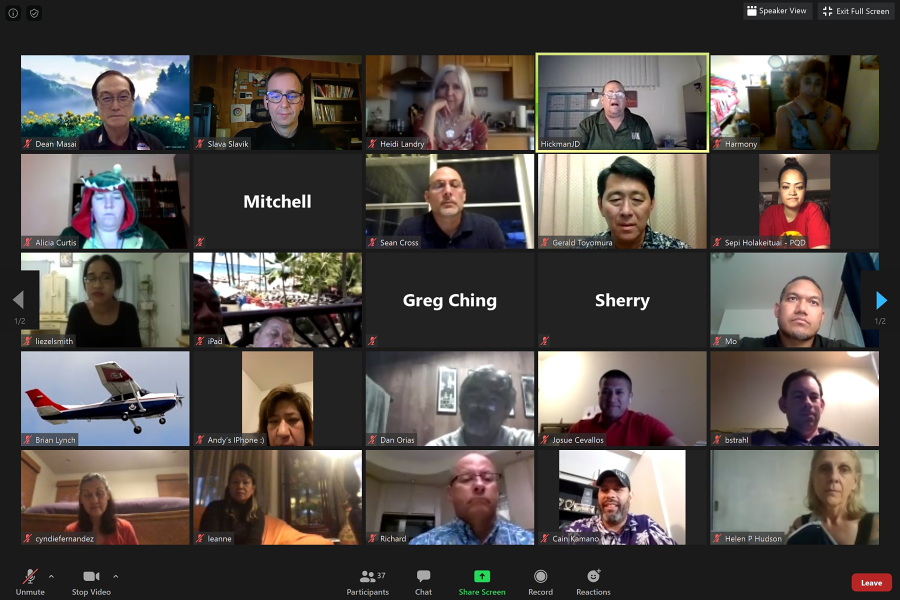 Speaker View
Exit Full Screen
Dean Masai
Slava Slavik
Heidi Landry
HickmanJD
Harmony
Alicia Curtis
Mitchell
Sean Cross
Gerald Toyomura
Sepi Holakeituai - PQD
liezelsmith
iPad
Greg Ching
Sherry
Mo
1/2
1/2
Brian Lynch
Andy's IPhone :)
Dan Orias
Josue Cevallos
bstrahl
cyndiefernandez
leanne
Richard
Cain Kamano
Helen P Hudson
Unmute
Stop Video
37
Participants
Chat
Share Screen
Record
Reactions
Leave